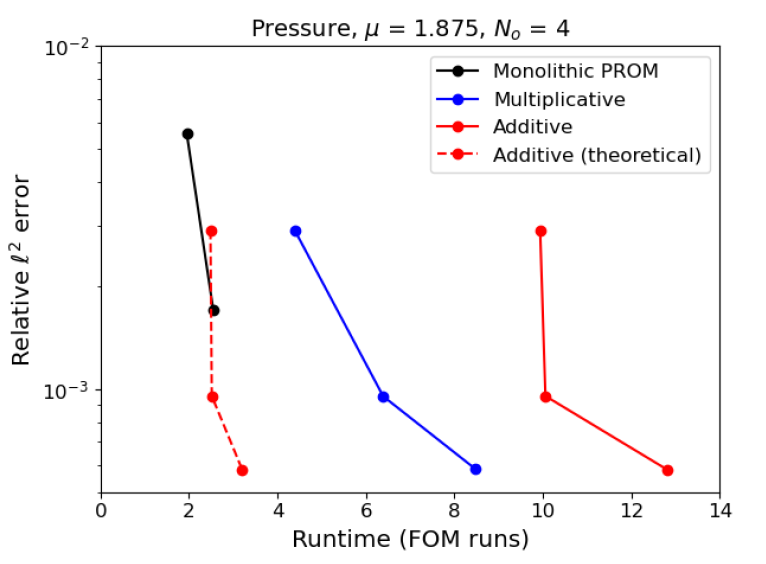 Pressure, μ = 1.875, Nₒ = 4
10⁻²
Monolithic PROM
Multiplicative
Additive
Additive (theoretical)
Relative ℓ² error
10⁻³
0 2 4 6 8 10 12 14
Runtime (FOM runs)